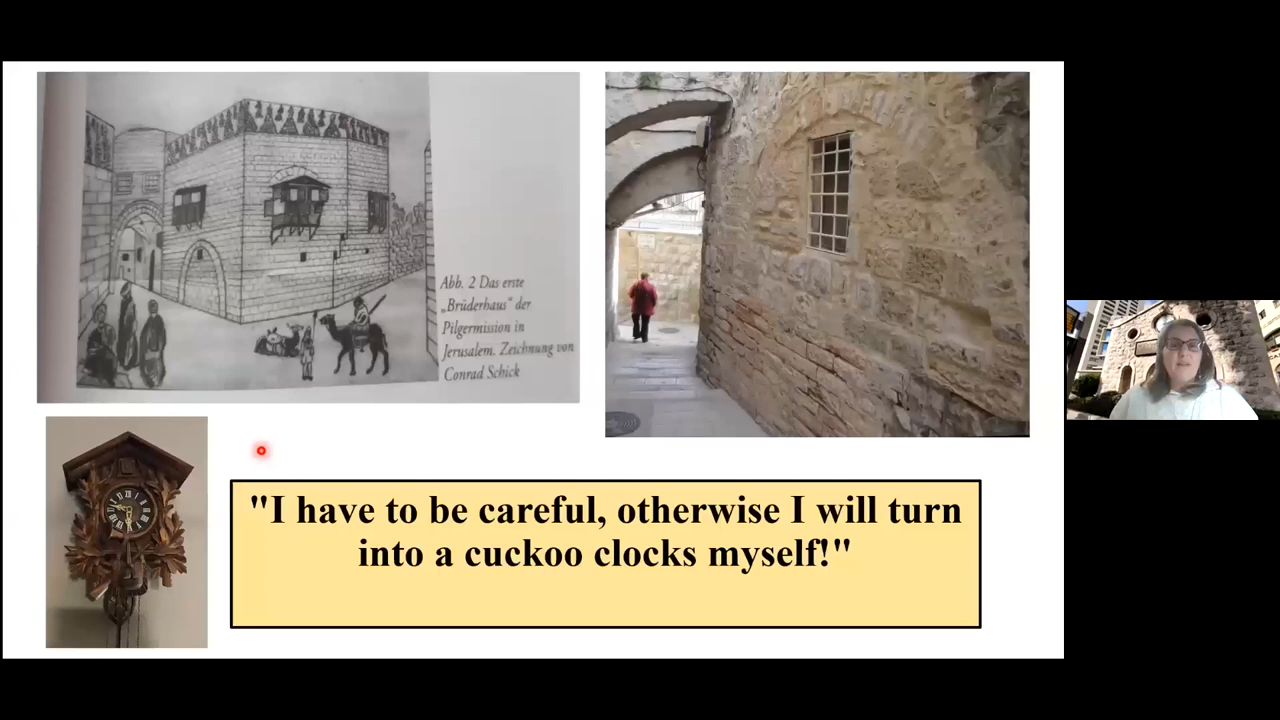 Abb. 2 Das erste
„Brüderhaus“ der
Pilgermission in
Jerusalem. Zeichnung von
Conrad Schick
"I have to be careful, otherwise I will turn
into a cuckoo clocks myself!"